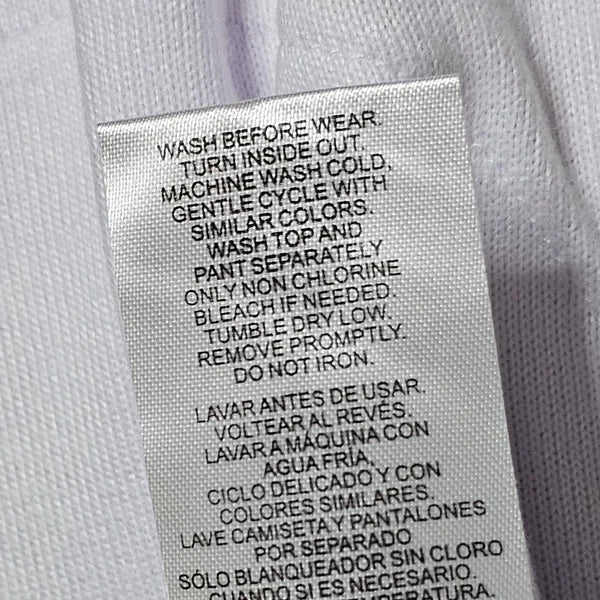 WASH BEFORE WEAR.
TURN INSIDE OUT.
MACHINE WASH COLD,
GENTLE CYCLE WITH
SIMILAR COLORS.
WASH TOP AND
PANT SEPARATELY
ONLY NON CHLORINE
BLEACH IF NEEDED.
TUMBLE DRY LOW.
REMOVE PROMPTLY.
DO NOT IRON.
LAVAR ANTES DE USAR.
VOLTEAR AL REVÉS.
LAVAR A MÁQUINA CON
AGUA FRÍA,
CICLO DELICADO Y CON
COLORES SIMILARES.
LAVE CAMISETA Y PANTALONES
POR SEPARADO
SÓLO BLANQUEADOR SIN CLORO
CUANDO SI ES NECESARIO.
TEMPERATURA.